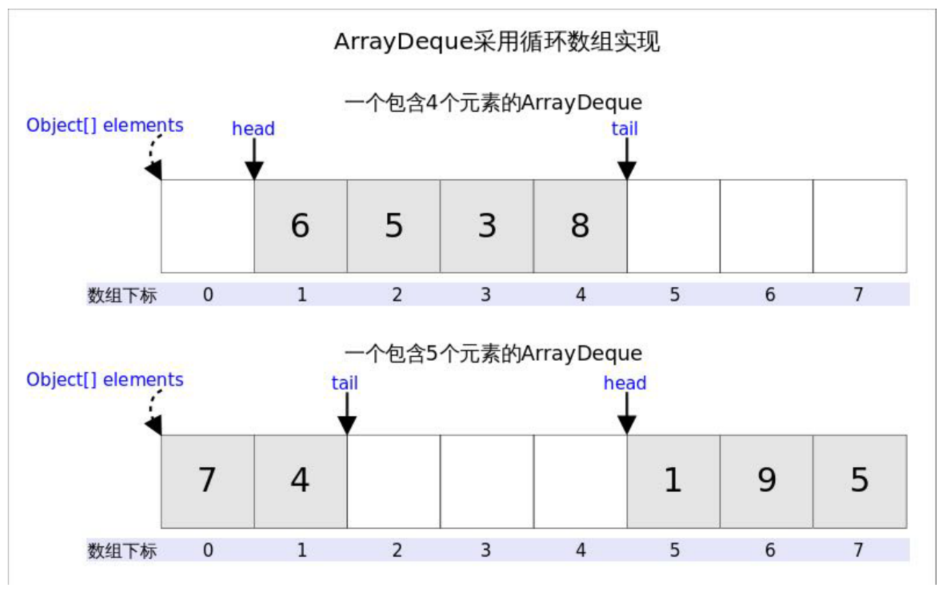 ArrayDeque采用循环数组实现
一个包含4个元素的ArrayDeque
Object[] elements head tail
6 5 3 8
数组下标 0 1 2 3 4 5 6 7
一个包含5个元素的ArrayDeque
Object[] elements tail head
7 4 1 9 5
数组下标 0 1 2 3 4 5 6 7